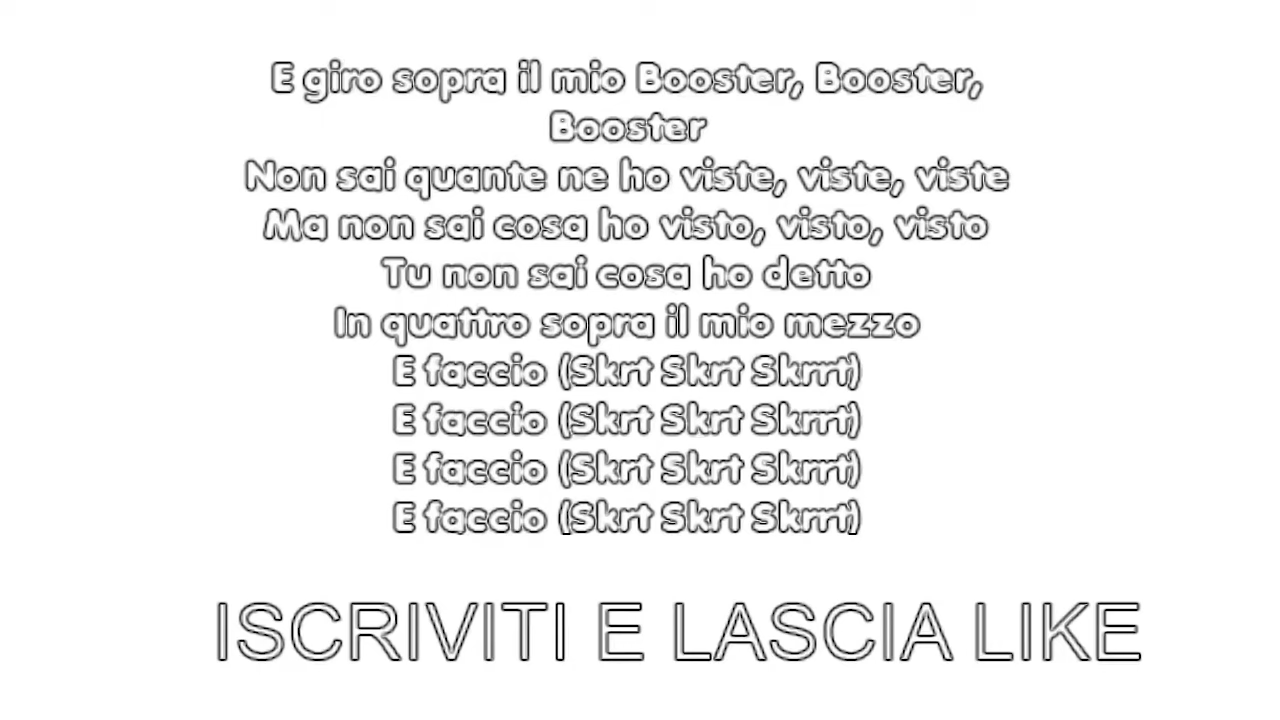 E giro sopra il mio Booster, Booster,
Booster
Non sai quante ne ho viste, viste, viste
Ma non sai cosa ho visto, visto, visto
Tu non sai cosa ho detto
In quattro sopra il mio mezzo
E faccio (Skrt Skrt Skrrt)
E faccio (Skrt Skrt Skrrt)
E faccio (Skrt Skrt Skrrt)
E faccio (Skrt Skrt Skrrt)
ISCRIVITI E LASCIA LIKE